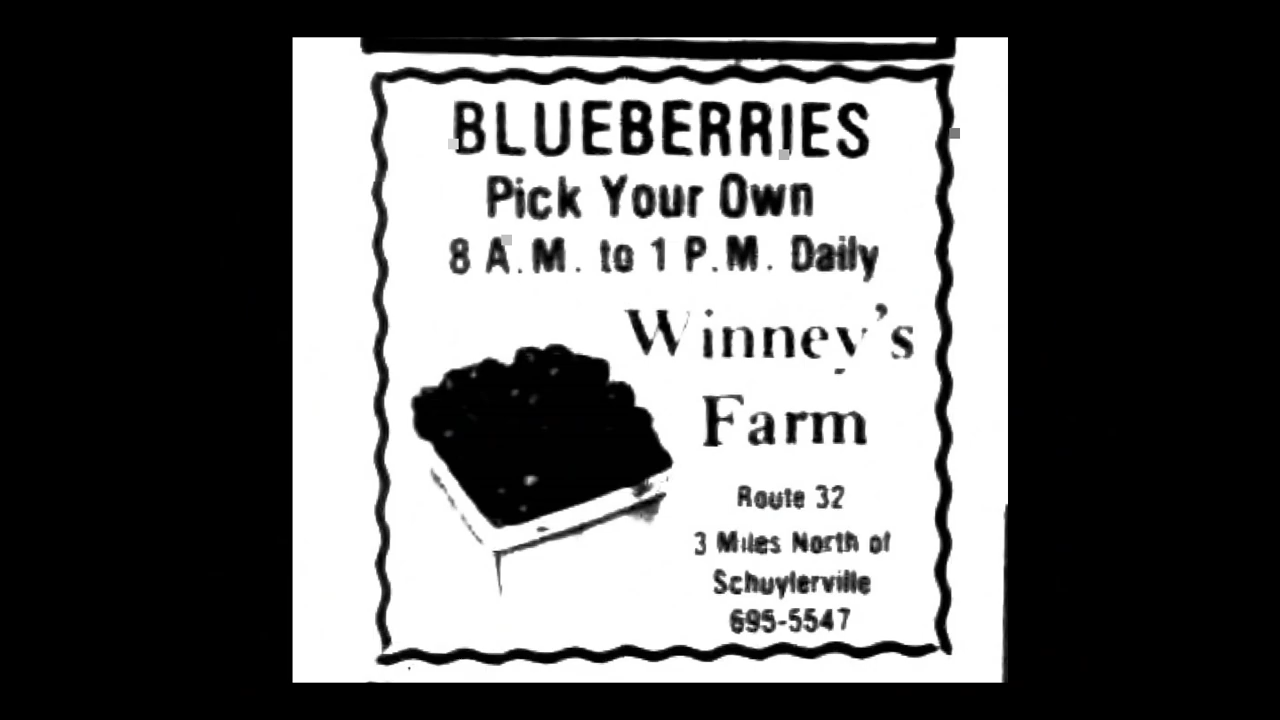 BLUEBERRIES
Pick Your Own
8 A.M. to 1 P.M. Daily
Winney's
Farm
Route 32
3 Miles North of
Schuylerville
695-5547